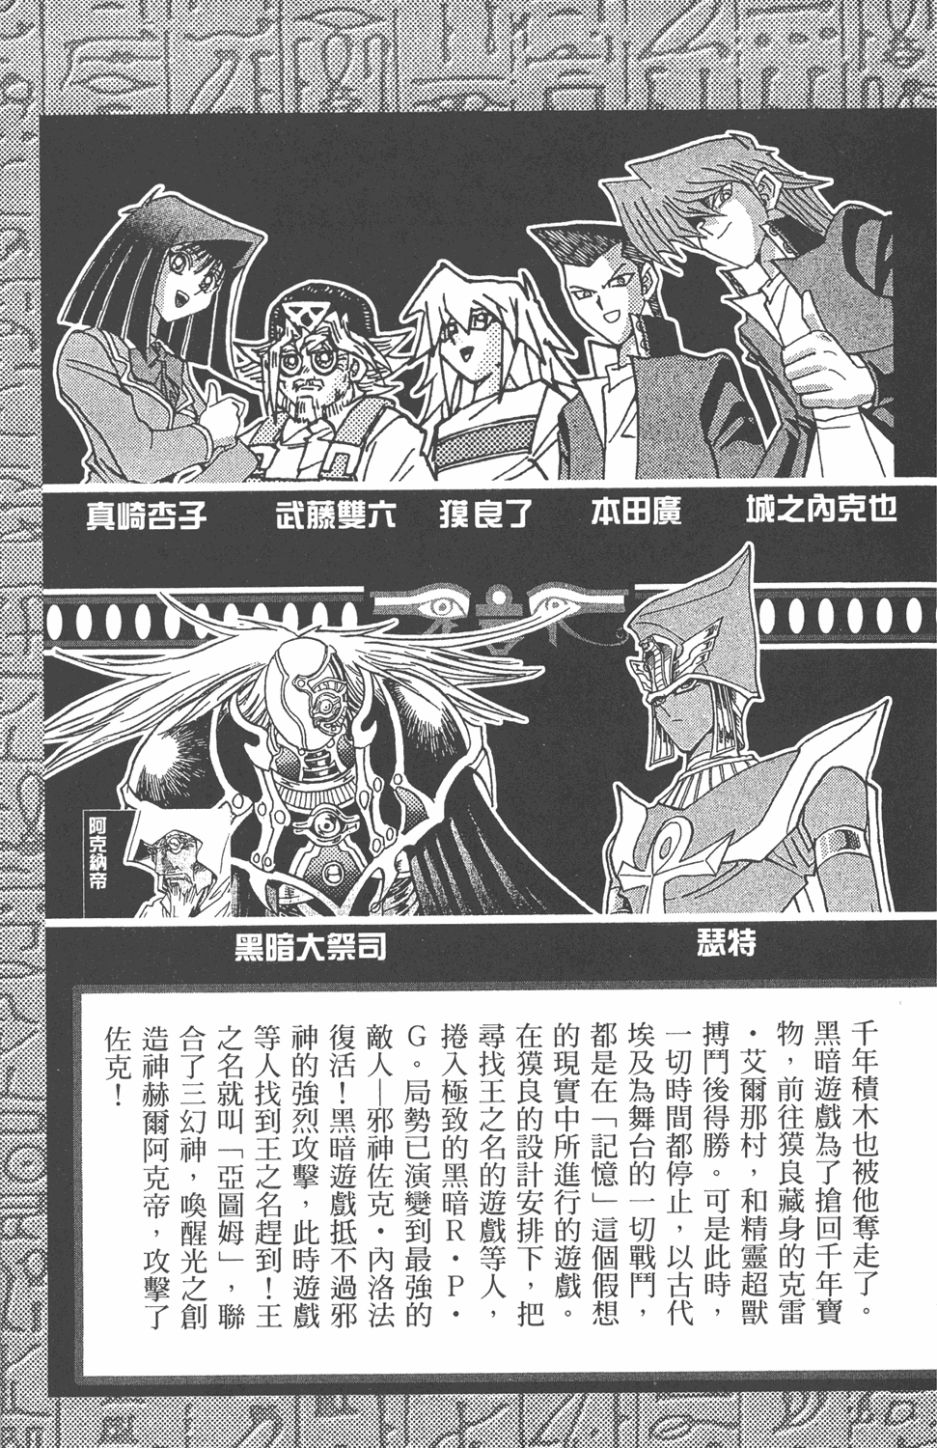 真崎杏子
武藤雙六
獏良了
本田廣
城之內克也
阿克納帝
黑暗大祭司
瑟特
千年積木也被他奪走了。
黑暗遊戲為了搶回千年寶
物，前往獏良藏身的克雷
・艾爾那村，和精靈超獸
搏鬥後得勝。可是此時，
一切時間都停止，以古代
埃及為舞台的一切戰鬥，
都是在「記憶」這個假想
的現實中所進行的遊戲。
在獏良的設計安排下，把
尋找王之名的遊戲等人，
捲入極致的黑暗R・P・
G。局勢已演變到最強的
敵人—邪神佐克・內洛法
復活！黑暗遊戲抵不過邪
神的強烈攻擊，此時遊戲
等人找到王之名趕到！王
之名就叫「亞圖姆」，聯
合了三幻神，喚醒光之創
造神赫爾阿克帝，攻擊了
佐克！